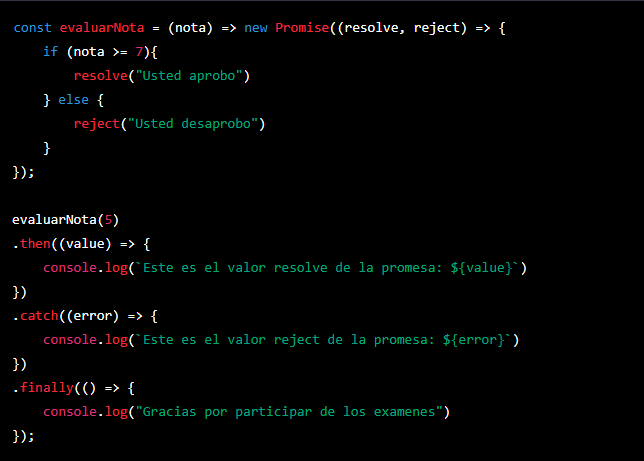 const evaluarNota = (nota) => new Promise((resolve, reject) => {
    if (nota >= 7){
        resolve("Usted aprobo")
    } else {
        reject("Usted desaprobo")
    }
});

evaluarNota(5)
.then((value) => {
    console.log(`Este es el valor resolve de la promesa: ${value}`)
})
.catch((error) => {
    console.log(`Este es el valor reject de la promesa: ${error}`)
})
.finally(() => {
    console.log("Gracias por participar de los examenes")
});